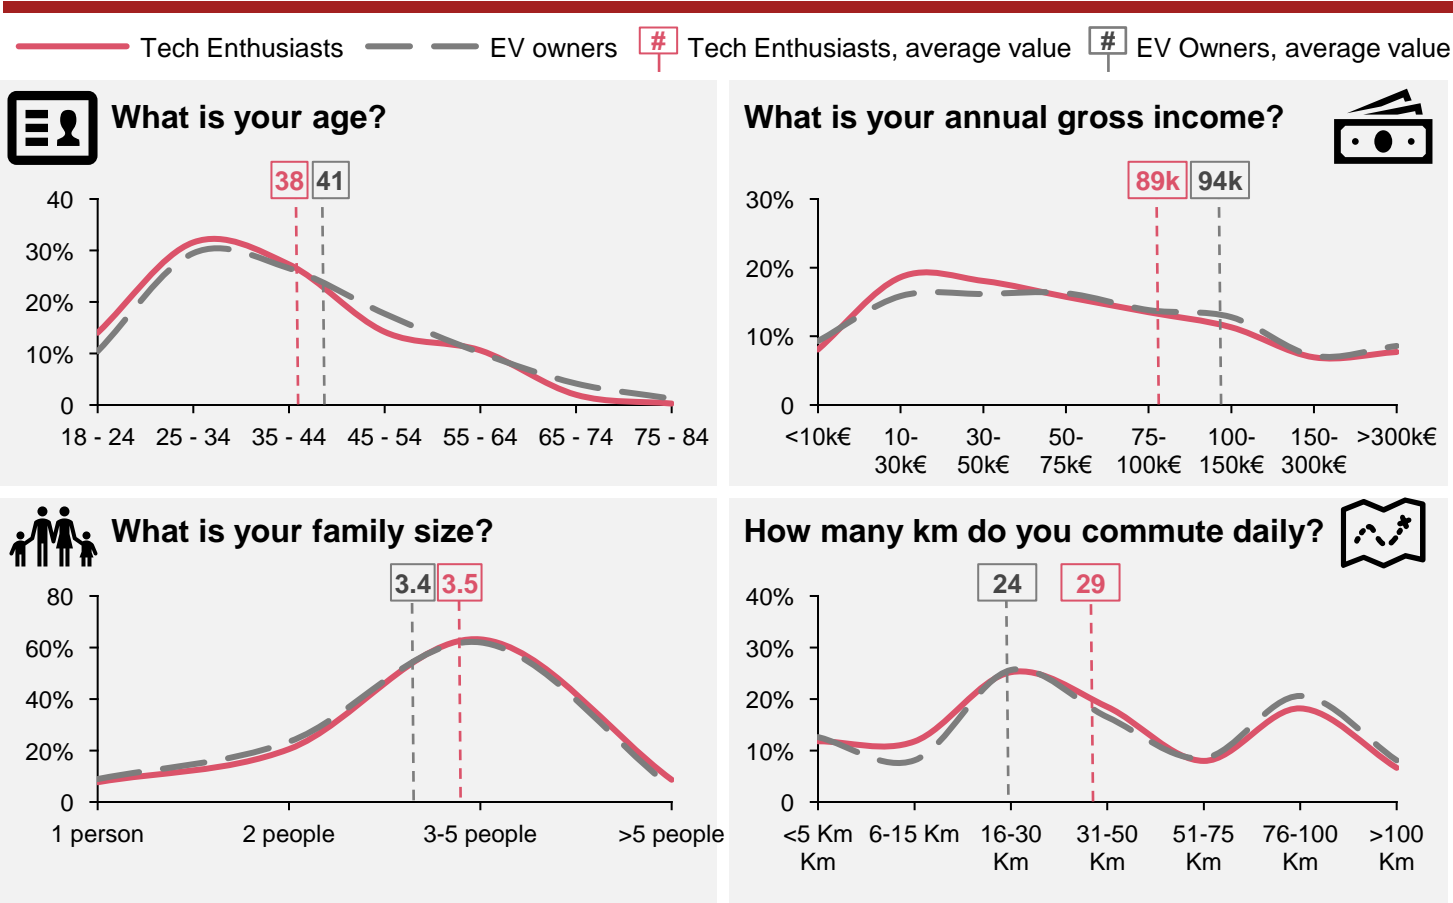 Tech Enthusiasts EV owners # Tech Enthusiasts, average value # EV Owners, average value
What is your age?
38 41
40
30%
20%
10%
0
18 - 24 25 - 34 35 - 44 45 - 54 55 - 64 65 - 74 75 - 84
What is your annual gross income?
89k 94k
30%
20%
10%
0
<10k€ 10- 30- 50- 75- 100- 150- >300k€
30k€ 50k€ 75k€ 100k€ 150k€ 300k€
What is your family size?
3.4 3.5
80
60%
40%
20%
0
1 person 2 people 3-5 people >5 people
How many km do you commute daily?
24 29
40%
30%
20%
10%
0
<5 Km 6-15 Km 16-30 31-50 51-75 76-100 >100
Km Km Km Km Km Km